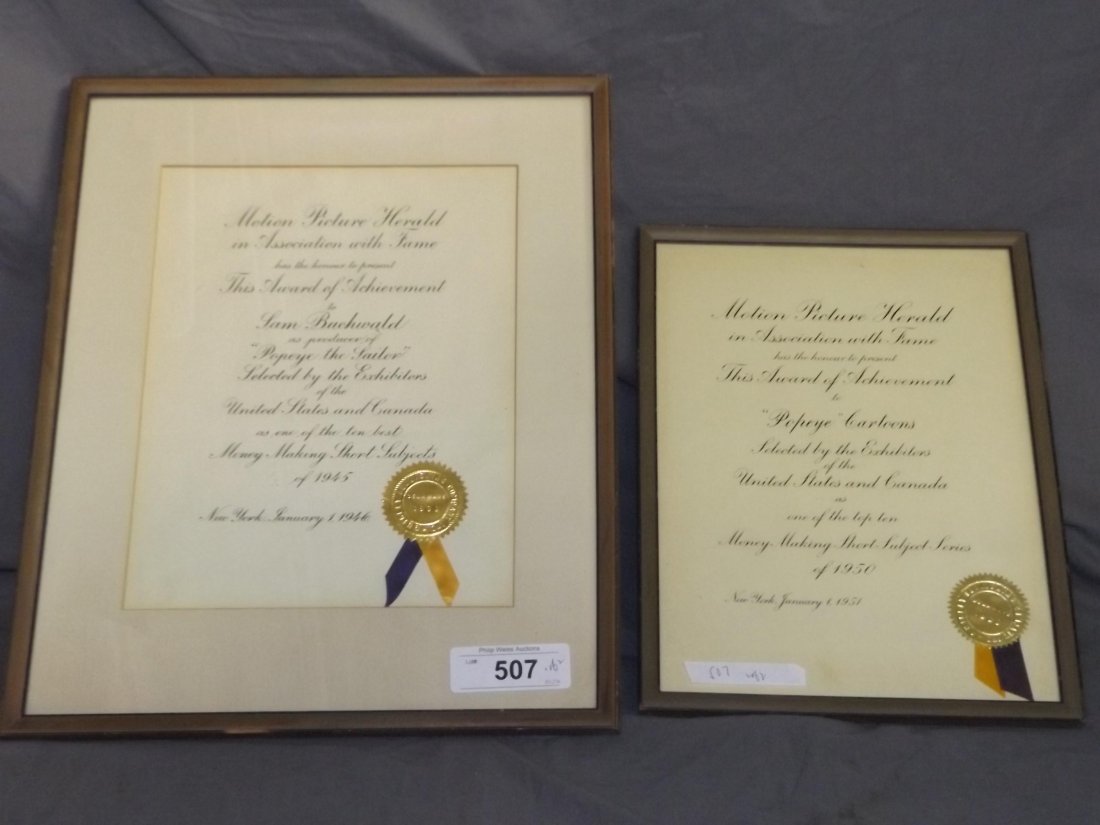 Motion Picture Herald
in Association with Fame
has the honour to present
This Award of Achievement
to
Sam Buchwald
as producer of
"Popeye the Sailor"
Selected by the Exhibitors
of the
United States and Canada
as one of the ten best
Money Making Short Subjects
of 1945
New York, January 1, 1946
Philip Weiss Auctions
Lot#
507
Motion Picture Herald
in Association with Fame
has the honour to present
This Award of Achievement
to
"Popeye" Cartoons
Selected by the Exhibitors
of the
United States and Canada
as
one of the top ten
Money Making Short Subject Series
of 1950
New York, January 1, 1951
507